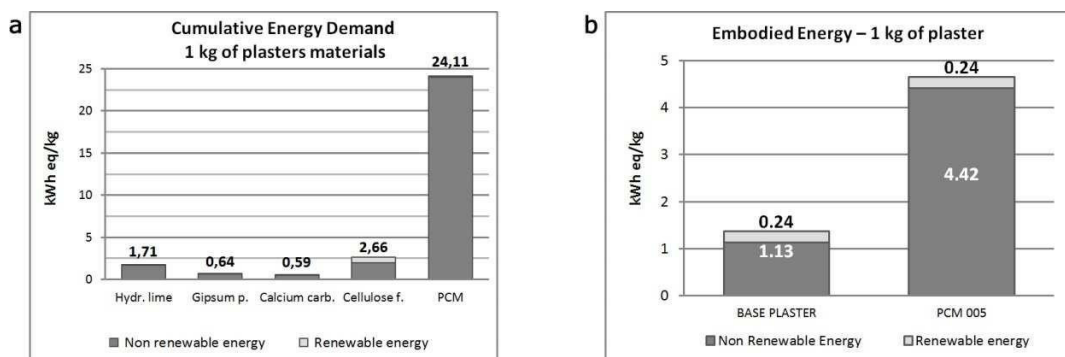 a
Cumulative Energy Demand
1 kg of plasters materials
kWh eq/kg
25
20
15
10
5
0
24,11
1,71
0,64
0,59
2,66
Hydr. lime
Gipsum p.
Calcium carb.
Cellulose f.
PCM
Non renewable energy
Renewable energy
b
Embodied Energy – 1 kg of plaster
kWh eq/kg
5
4
3
2
1
0
0.24
4.42
0.24
1.13
BASE PLASTER
PCM 005
Non Renewable Energy
Renewable energy